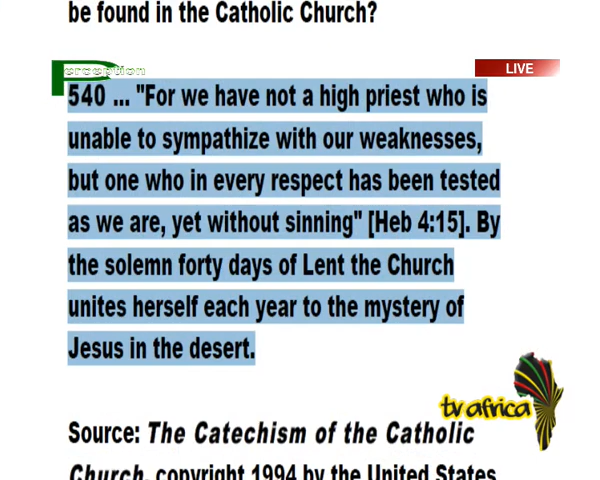 be found in the Catholic Church?
Perception
LIVE
540 ... "For we have not a high priest who is
unable to sympathize with our weaknesses,
but one who in every respect has been tested
as we are, yet without sinning" [Heb 4:15]. By
the solemn forty days of Lent the Church
unites herself each year to the mystery of
Jesus in the desert.
tv africa
Source: The Catechism of the Catholic
Church, copyright 1994 by the United States